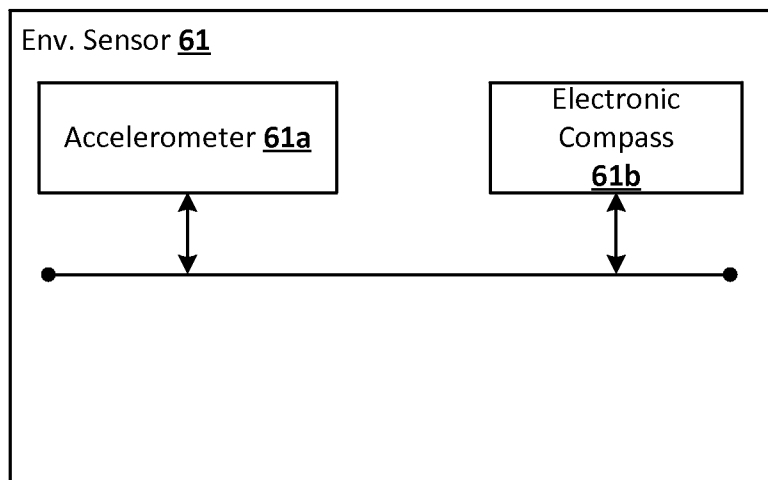 Env. Sensor 61
Accelerometer 61a
Electronic
Compass
61b